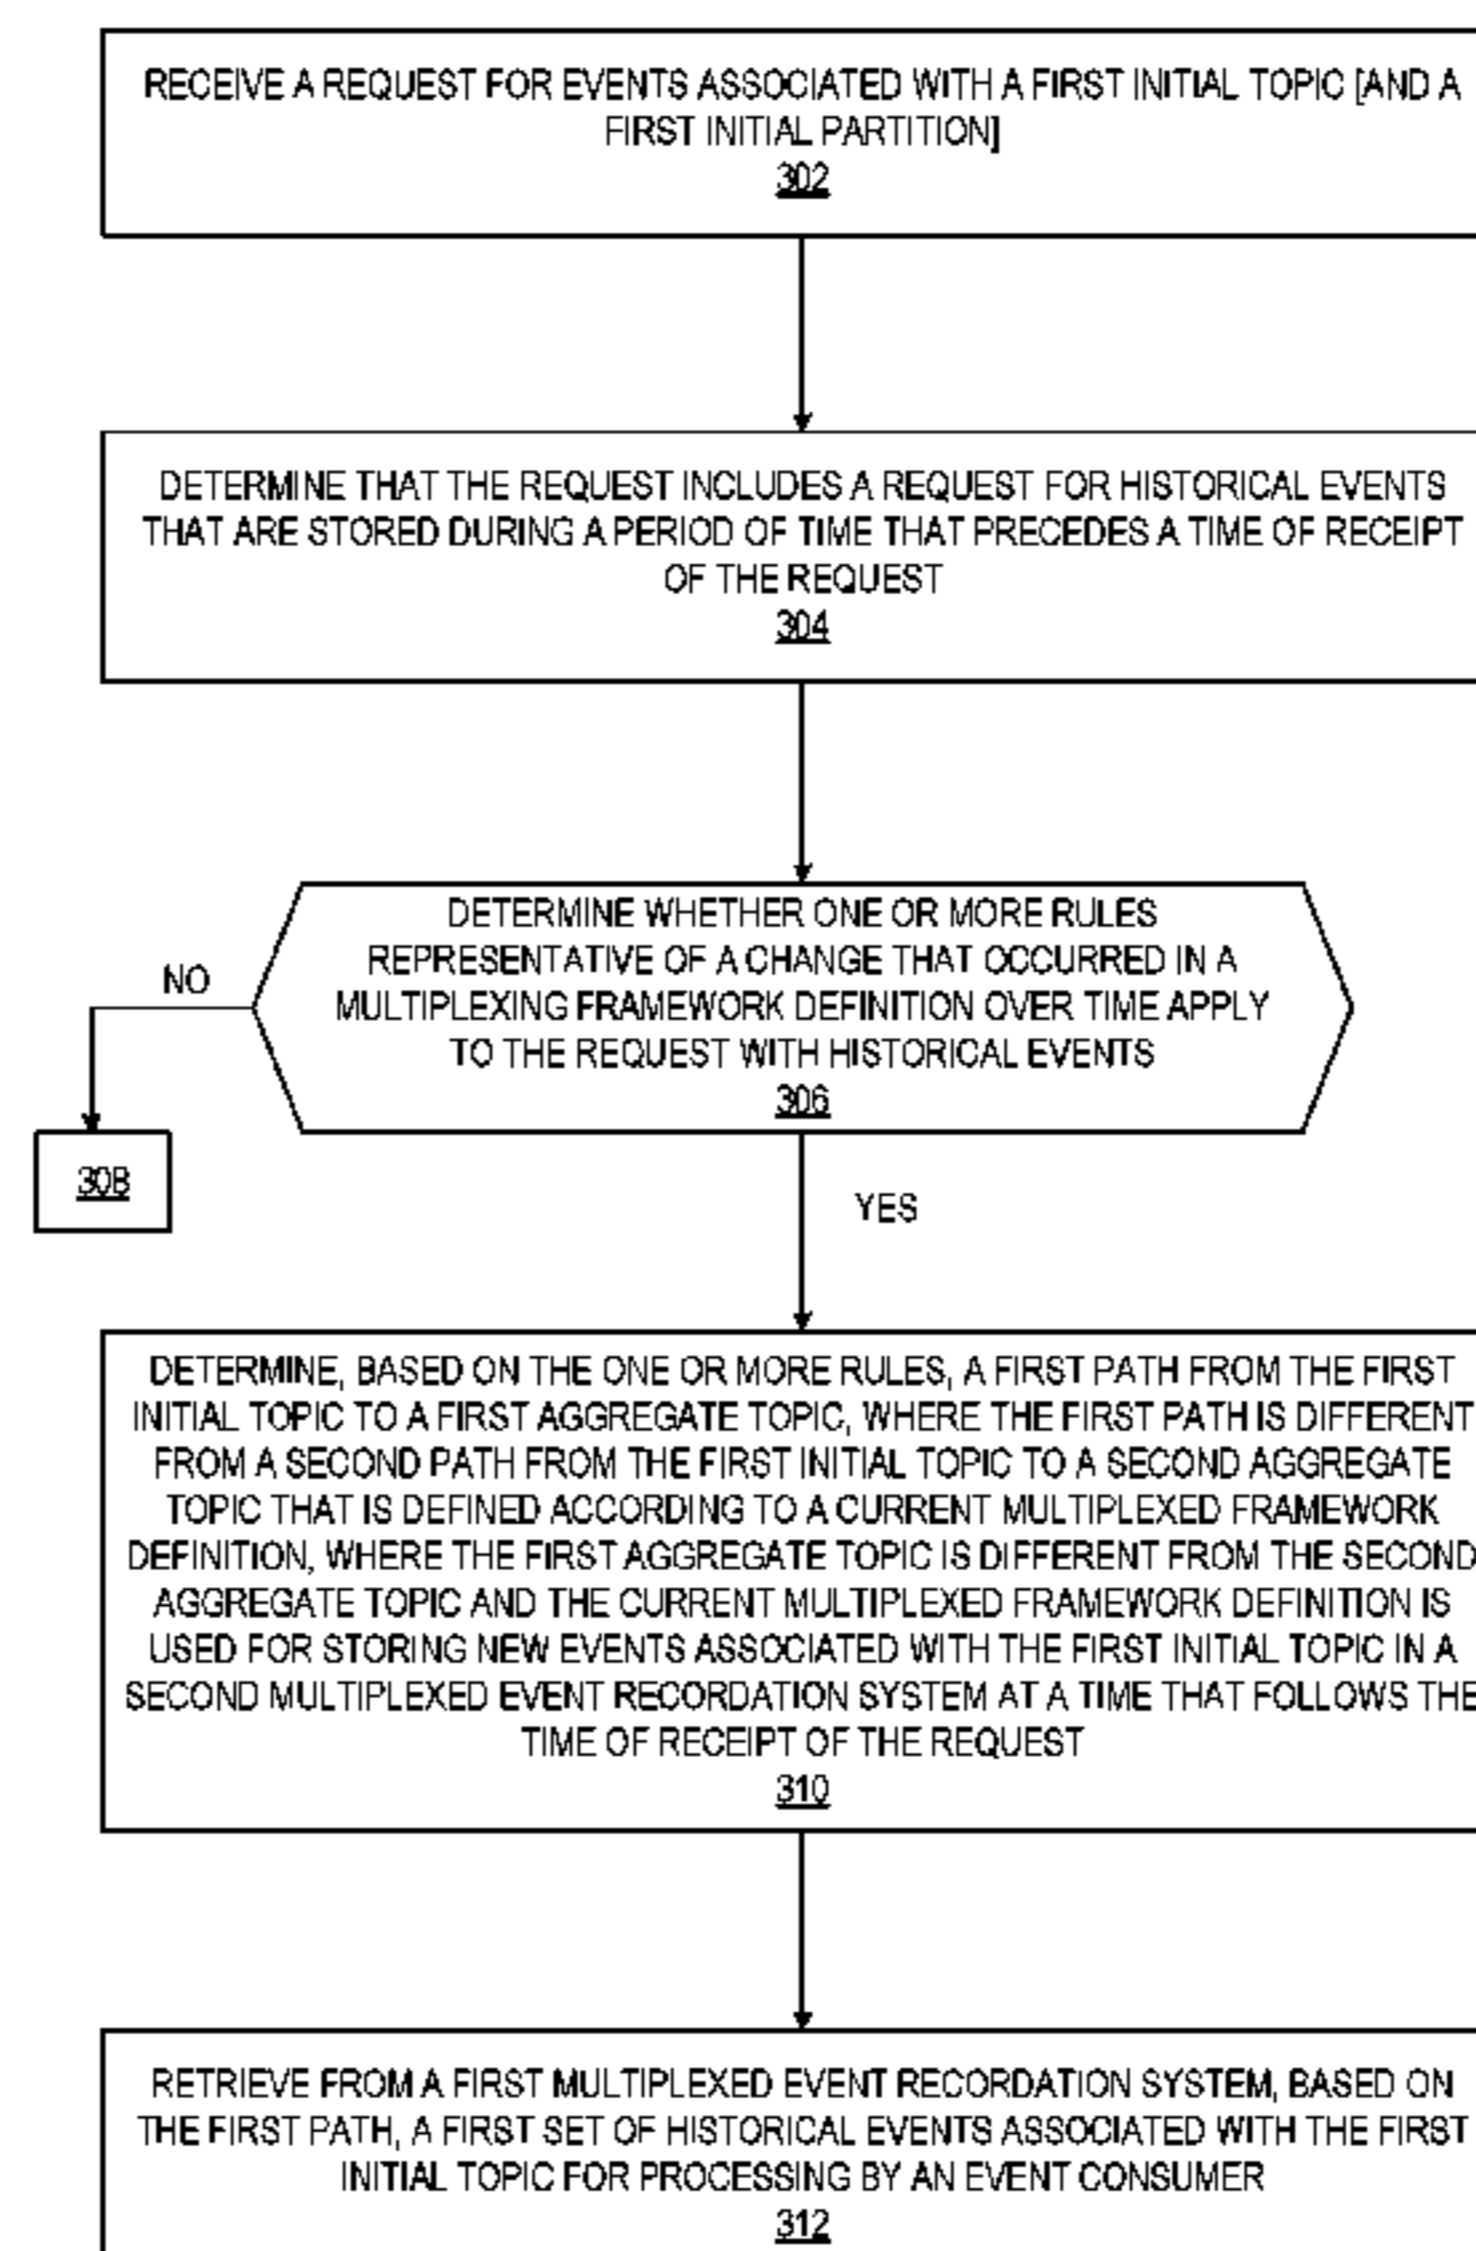 RECEIVE A REQUEST FOR EVENTS ASSOCIATED WITH A FIRST INITIAL TOPIC [AND A
FIRST INITIAL PARTITION]
302
DETERMINE THAT THE REQUEST INCLUDES A REQUEST FOR HISTORICAL EVENTS
THAT ARE STORED DURING A PERIOD OF TIME THAT PRECEDES A TIME OF RECEIPT
OF THE REQUEST
304
DETERMINE WHETHER ONE OR MORE RULES
REPRESENTATIVE OF A CHANGE THAT OCCURRED IN A
MULTIPLEXING FRAMEWORK DEFINITION OVER TIME APPLY
TO THE REQUEST WITH HISTORICAL EVENTS
306
NO
308
YES
DETERMINE, BASED ON THE ONE OR MORE RULES, A FIRST PATH FROM THE FIRST
INITIAL TOPIC TO A FIRST AGGREGATE TOPIC, WHERE THE FIRST PATH IS DIFFERENT
FROM A SECOND PATH FROM THE FIRST INITIAL TOPIC TO A SECOND AGGREGATE
TOPIC THAT IS DEFINED ACCORDING TO A CURRENT MULTIPLEXED FRAMEWORK
DEFINITION, WHERE THE FIRST AGGREGATE TOPIC IS DIFFERENT FROM THE SECOND
AGGREGATE TOPIC AND THE CURRENT MULTIPLEXED FRAMEWORK DEFINITION IS
USED FOR STORING NEW EVENTS ASSOCIATED WITH THE FIRST INITIAL TOPIC IN A
SECOND MULTIPLEXED EVENT RECORDATION SYSTEM AT A TIME THAT FOLLOWS THE
TIME OF RECEIPT OF THE REQUEST
310
RETRIEVE FROM A FIRST MULTIPLEXED EVENT RECORDATION SYSTEM, BASED ON
THE FIRST PATH, A FIRST SET OF HISTORICAL EVENTS ASSOCIATED WITH THE FIRST
INITIAL TOPIC FOR PROCESSING BY AN EVENT CONSUMER
312